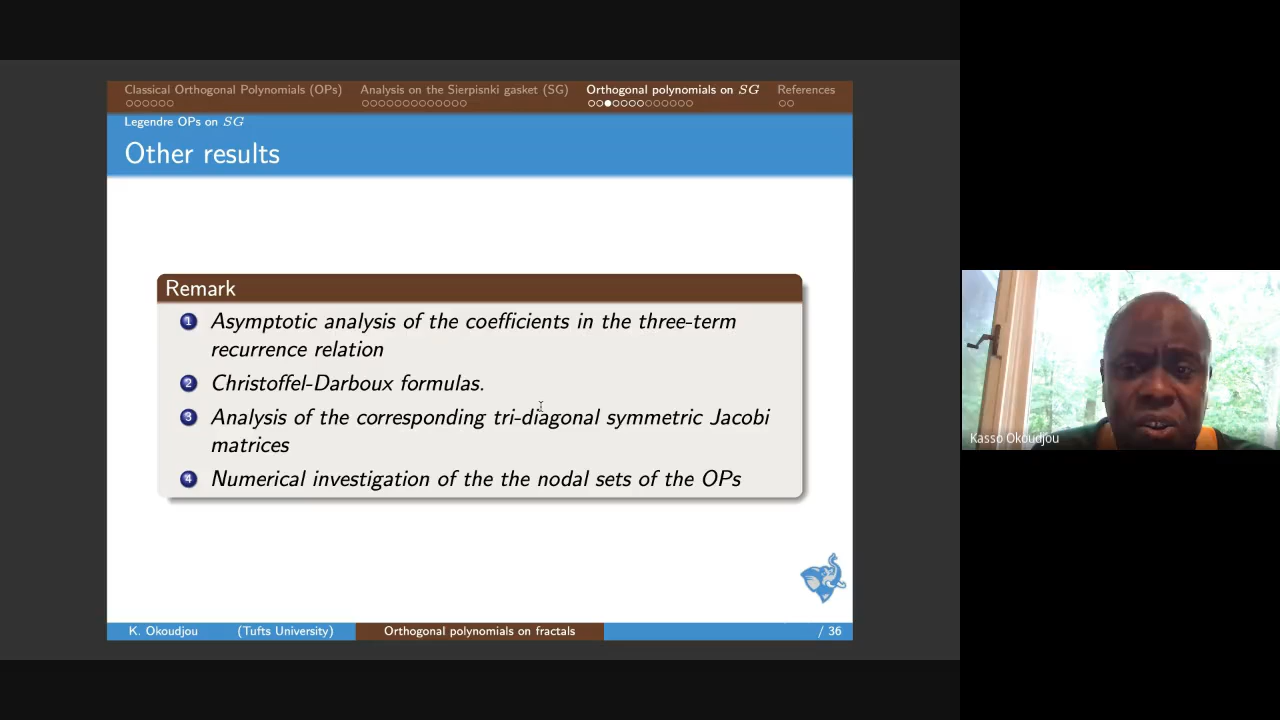 Classical Orthogonal Polynomials (OPs) Analysis on the Sierpisnki gasket (SG) Orthogonal polynomials on SG References
Legendre OPs on SG
Other results
Remark
1 Asymptotic analysis of the coefficients in the three-term
recurrence relation
2 Christoffel-Darboux formulas.
3 Analysis of the corresponding tri-diagonal symmetric Jacobi
matrices
4 Numerical investigation of the the nodal sets of the OPs
K. Okoudjou (Tufts University) Orthogonal polynomials on fractals / 36
Kasso Okoudjou